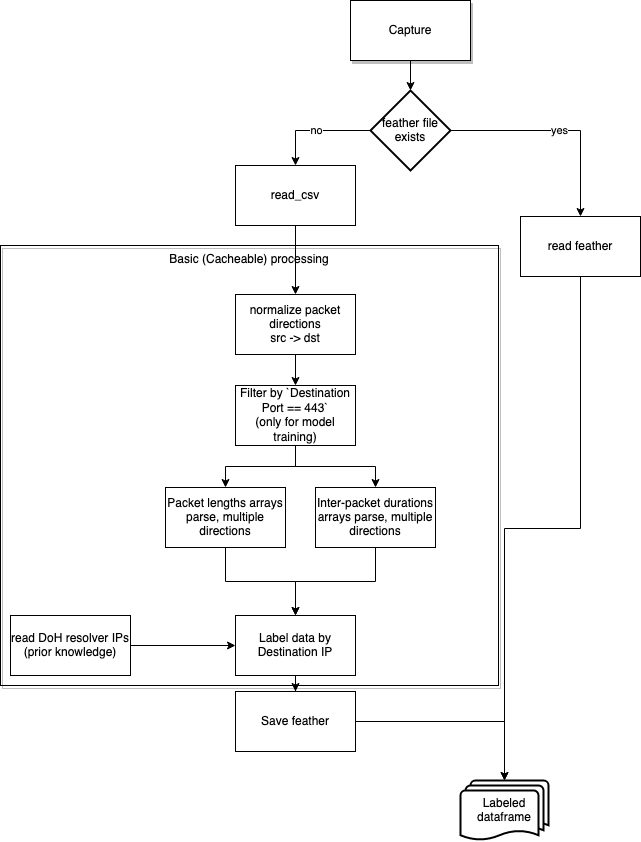 Capture
feather file
exists
no
yes
read_csv
read feather
Basic (Cacheable) processing
normalize packet
directions
src -> dst
Filter by `Destination
Port == 443`
(only for model
training)
Packet lengths arrays
parse, multiple
directions
Inter-packet durations
arrays parse, multiple
directions
read DoH resolver IPs
(prior knowledge)
Label data by
Destination IP
Save feather
Labeled
dataframe